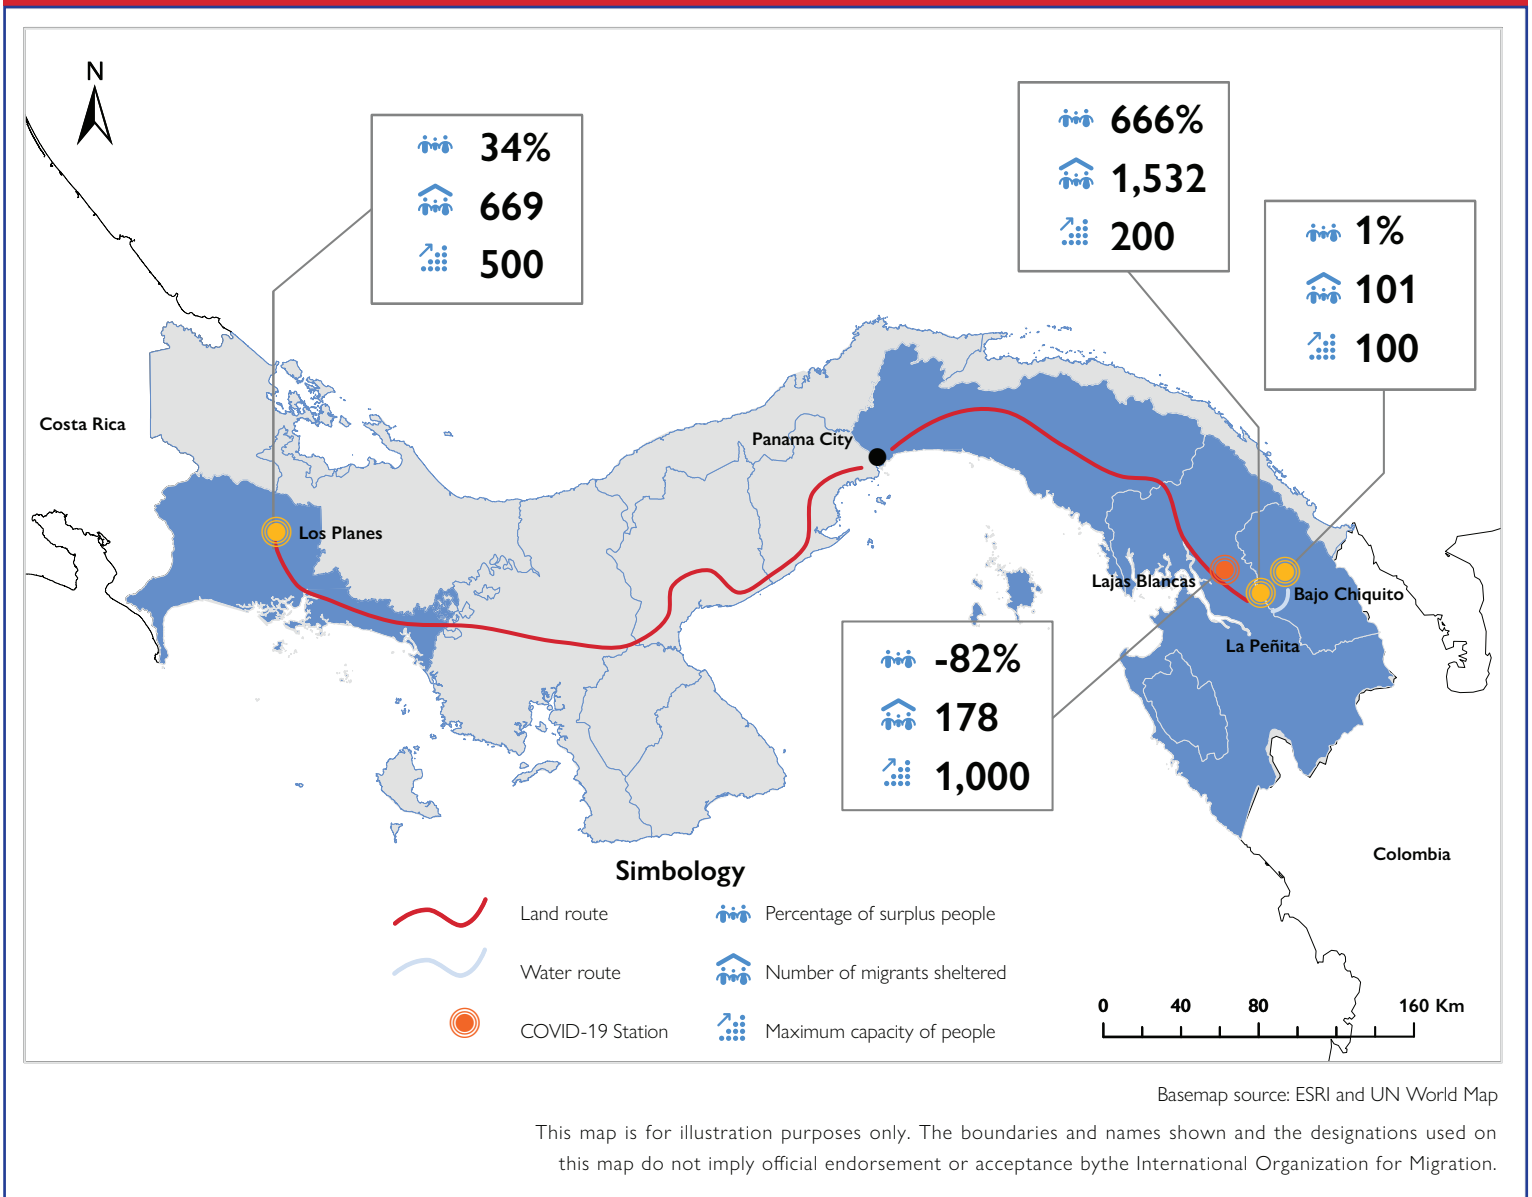 N
34%
669
500
666%
1,532
200
1%
101
100
Costa Rica
Panama City
Los Planes
Lajas Blancas
Bajo Chiquito
La Peñita
-82%
178
1,000
Colombia
Simbology
Land route
Percentage of surplus people
Water route
Number of migrants sheltered
COVID-19 Station
Maximum capacity of people
0 40 80 160 Km
Basemap source: ESRI and UN World Map
This map is for illustration purposes only. The boundaries and names shown and the designations used on
this map do not imply official endorsement or acceptance bythe International Organization for Migration.